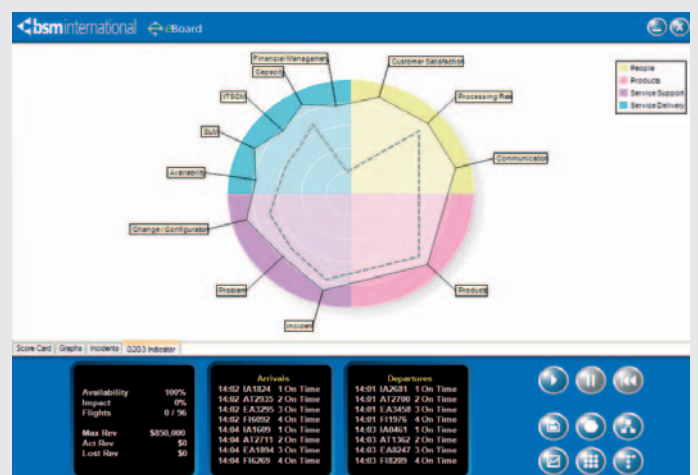 bsminternational eBoard
Financial Management
Customer Satisfaction
Capacity
ITSCM
Processing Rate
SLM
Communication
Availability
Change / Configuration
Problem
Products
Incident
People
Products
Service Support
Service Delivery
Score Card Graphs Incidents G2G3 Indicator
Availability 100%
Impact 0%
Flights 0 / 96
Max Rev $850,000
Act Rev $0
Lost Rev $0
Arrivals
14:02 IA1824 1 On Time
14:02 AT2935 2 On Time
14:02 EA3295 3 On Time
14:02 FI6092 4 On Time
14:04 IA1609 1 On Time
14:04 AT2711 2 On Time
14:04 EA1894 3 On Time
14:04 FI6269 4 On Time
Departures
14:01 IA2681 1 On Time
14:01 AT2700 2 On Time
14:01 EA3458 3 On Time
14:01 FI1976 4 On Time
14:03 IA0461 1 On Time
14:03 AT1362 2 On Time
14:03 EA8247 3 On Time
14:03 FI8289 4 On Time